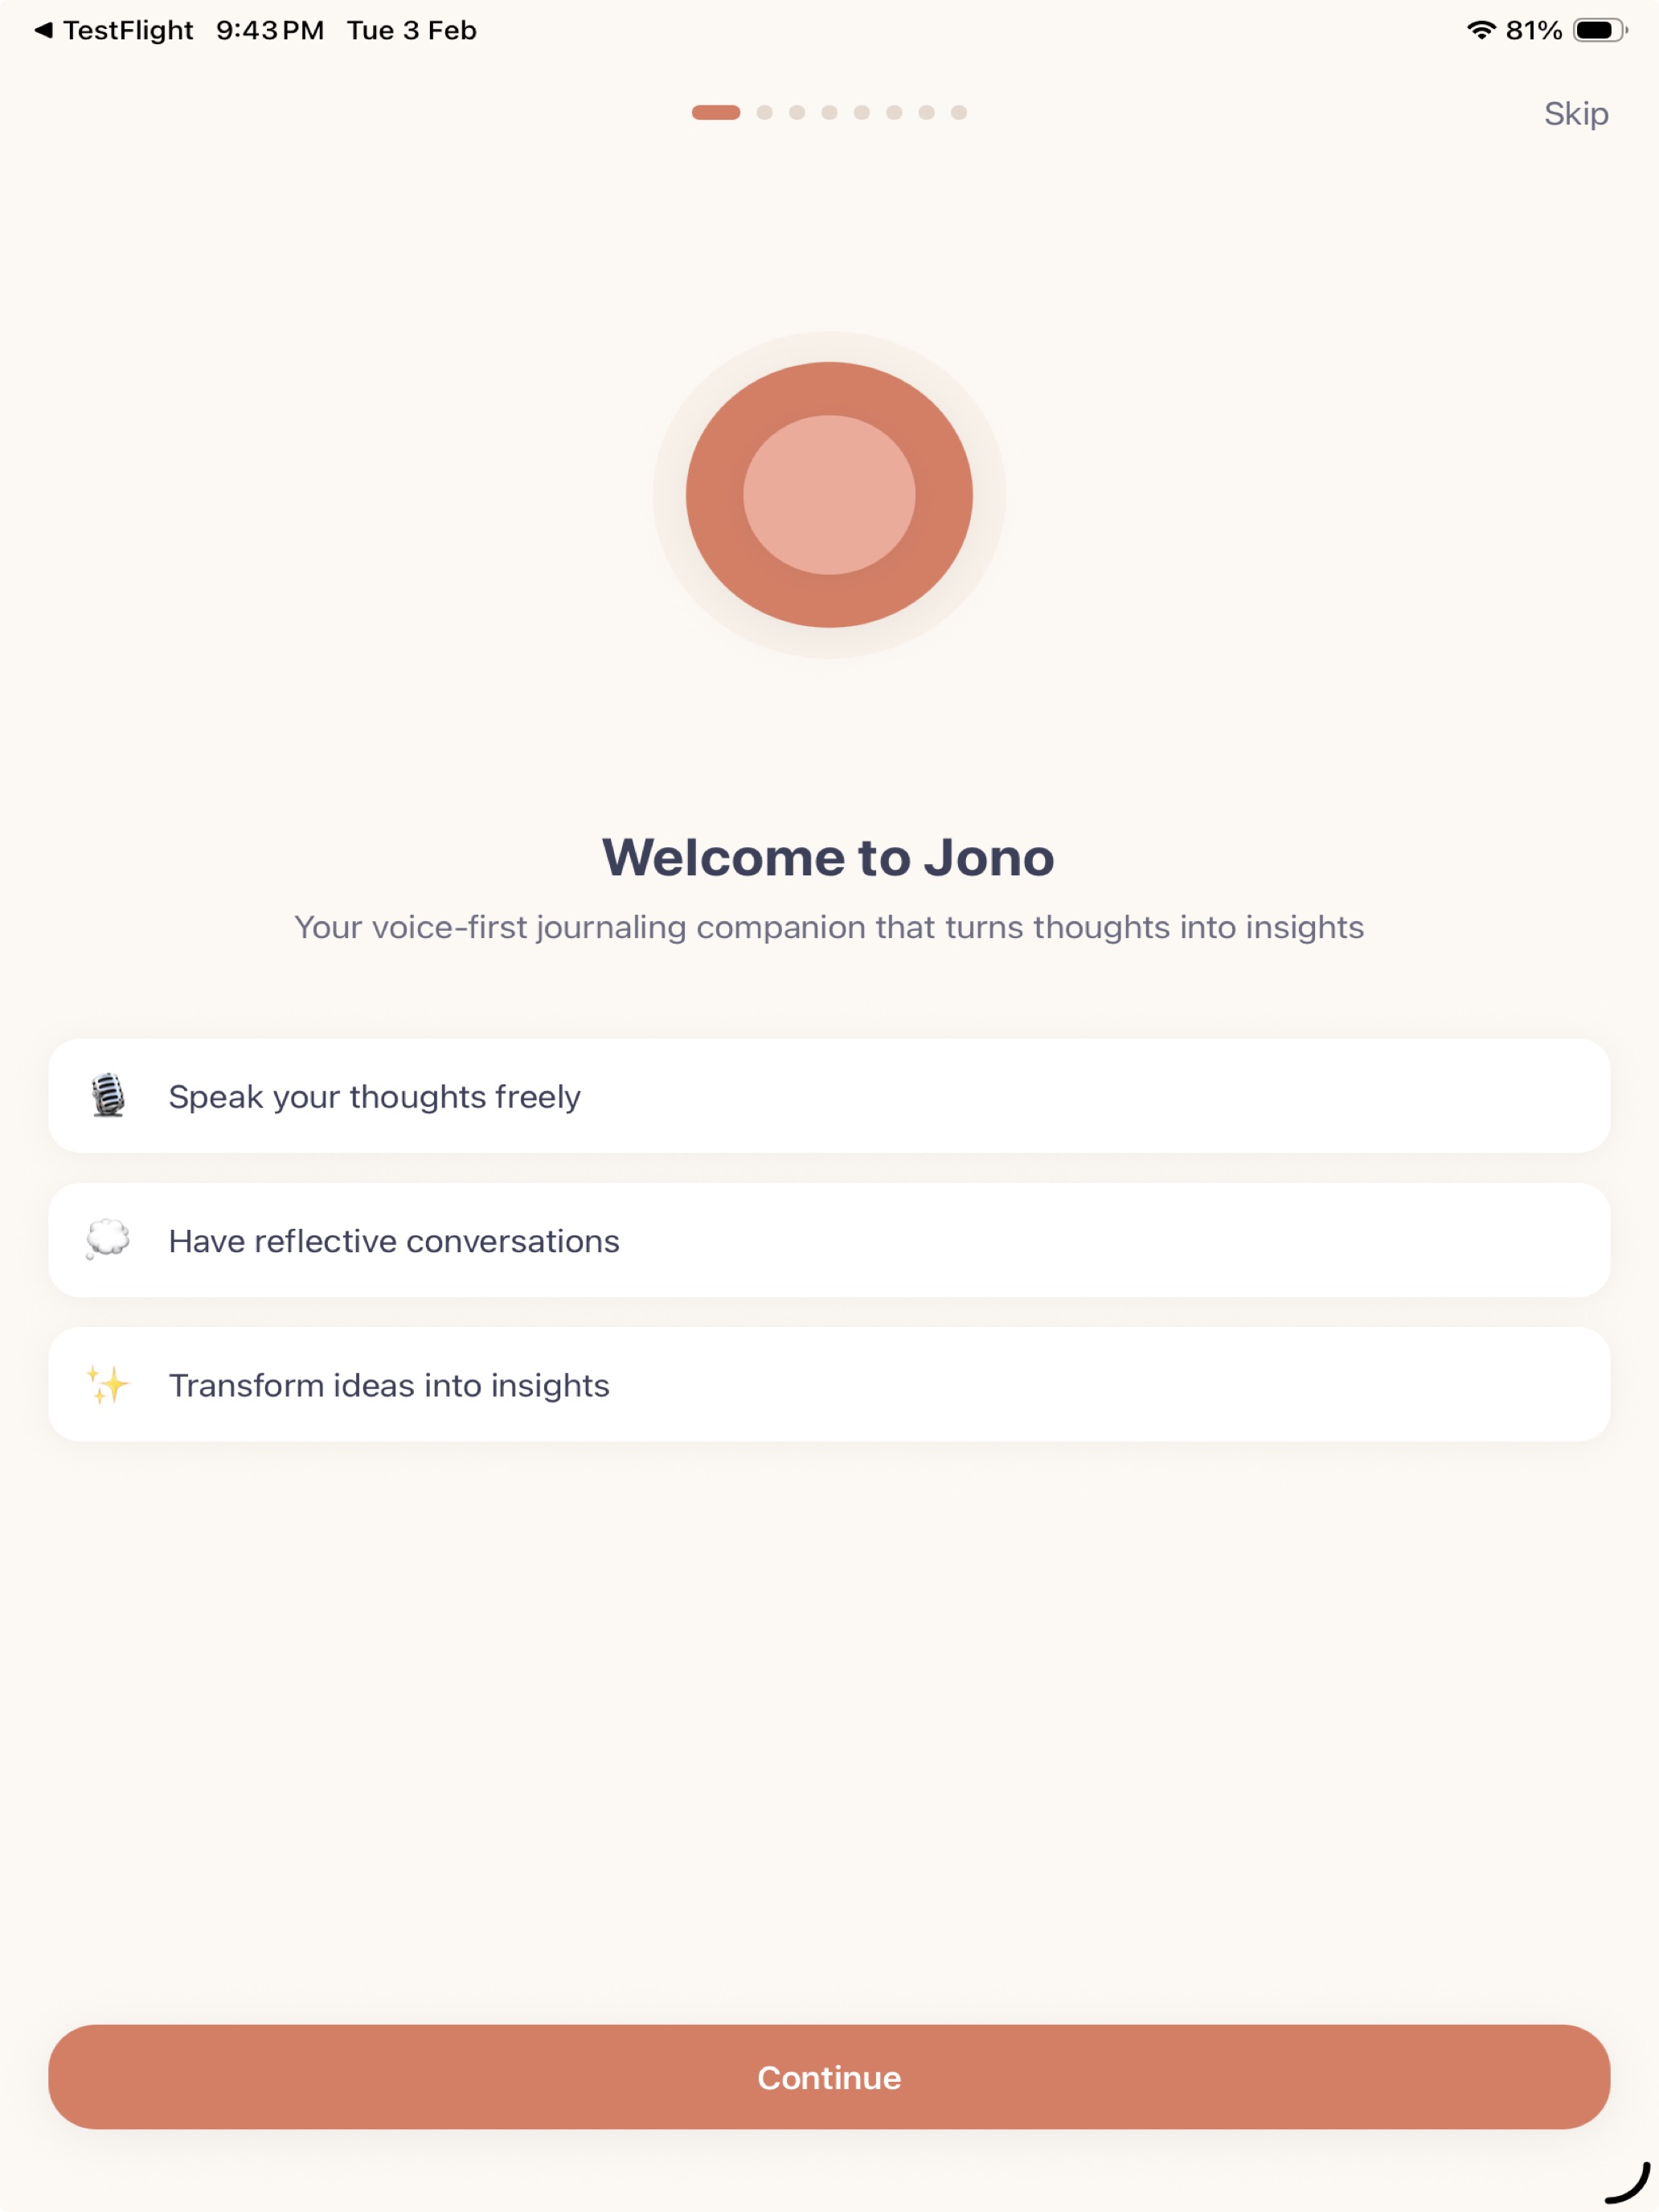 TestFlight 9:43 PM Tue 3 Feb 81%
Skip
Welcome to Jono
Your voice-first journaling companion that turns thoughts into insights
Speak your thoughts freely
Have reflective conversations
Transform ideas into insights
Continue